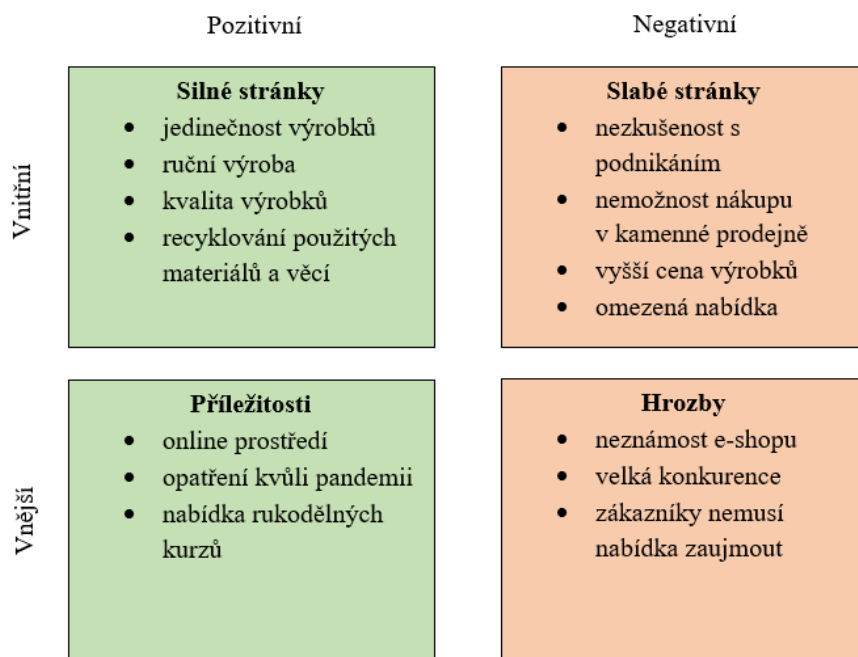 Pozitivní
Negativní
Vnitřní
Silné stránky
• jedinečnost výrobků
• ruční výroba
• kvalita výrobků
• recyklování použitých
materiálů a věcí
Slabé stránky
• nezkušenost s
podnikáním
• nemožnost nákupu
v kamenné prodejně
• vyšší cena výrobků
• omezená nabídka
Vnější
Příležitosti
• online prostředí
• opatření kvůli pandemii
• nabídka rukodělných
kurzů
Hrozby
• neznámost e-shopu
• velká konkurence
• zákazníky nemusí
nabídka zaujmout